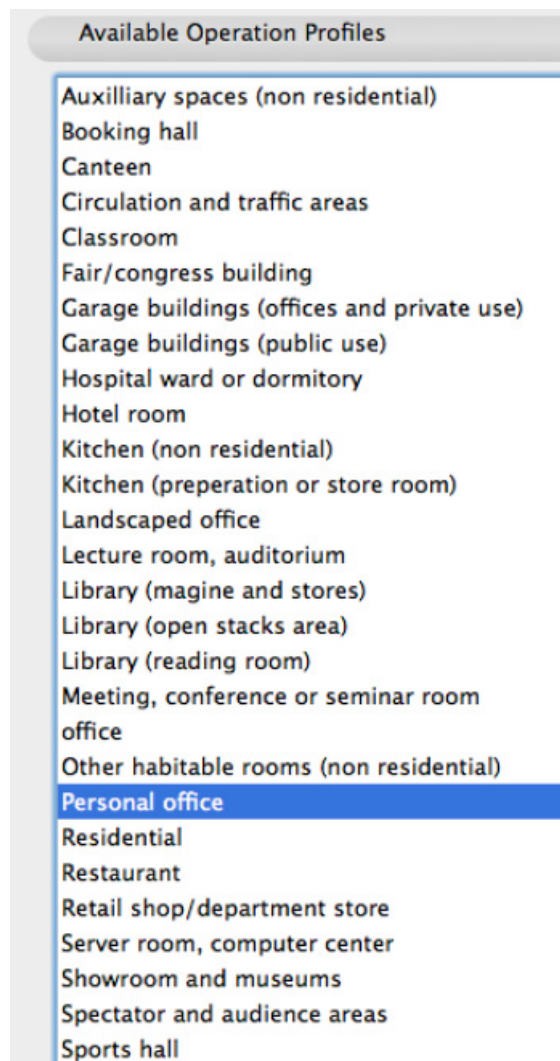 Available Operation Profiles
Auxilliary spaces (non residential)
Booking hall
Canteen
Circulation and traffic areas
Classroom
Fair/congress building
Garage buildings (offices and private use)
Garage buildings (public use)
Hospital ward or dormitory
Hotel room
Kitchen (non residential)
Kitchen (preperation or store room)
Landscaped office
Lecture room, auditorium
Library (magine and stores)
Library (open stacks area)
Library (reading room)
Meeting, conference or seminar room
office
Other habitable rooms (non residential)
Personal office
Residential
Restaurant
Retail shop/department store
Server room, computer center
Showroom and museums
Spectator and audience areas
Sports hall